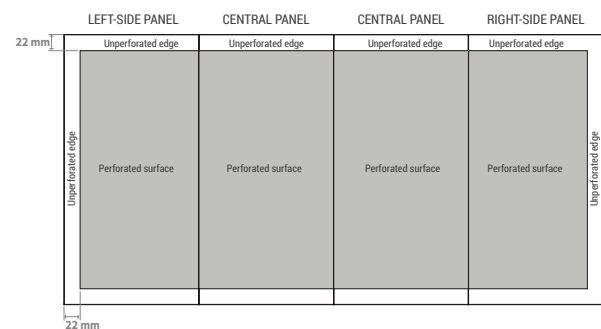 LEFT-SIDE PANEL CENTRAL PANEL CENTRAL PANEL RIGHT-SIDE PANEL
22 mm Unperforated edge Unperforated edge Unperforated edge Unperforated edge
Unperforated edge
Perforated surface Perforated surface Perforated surface Perforated surface
Unperforated edge
22 mm